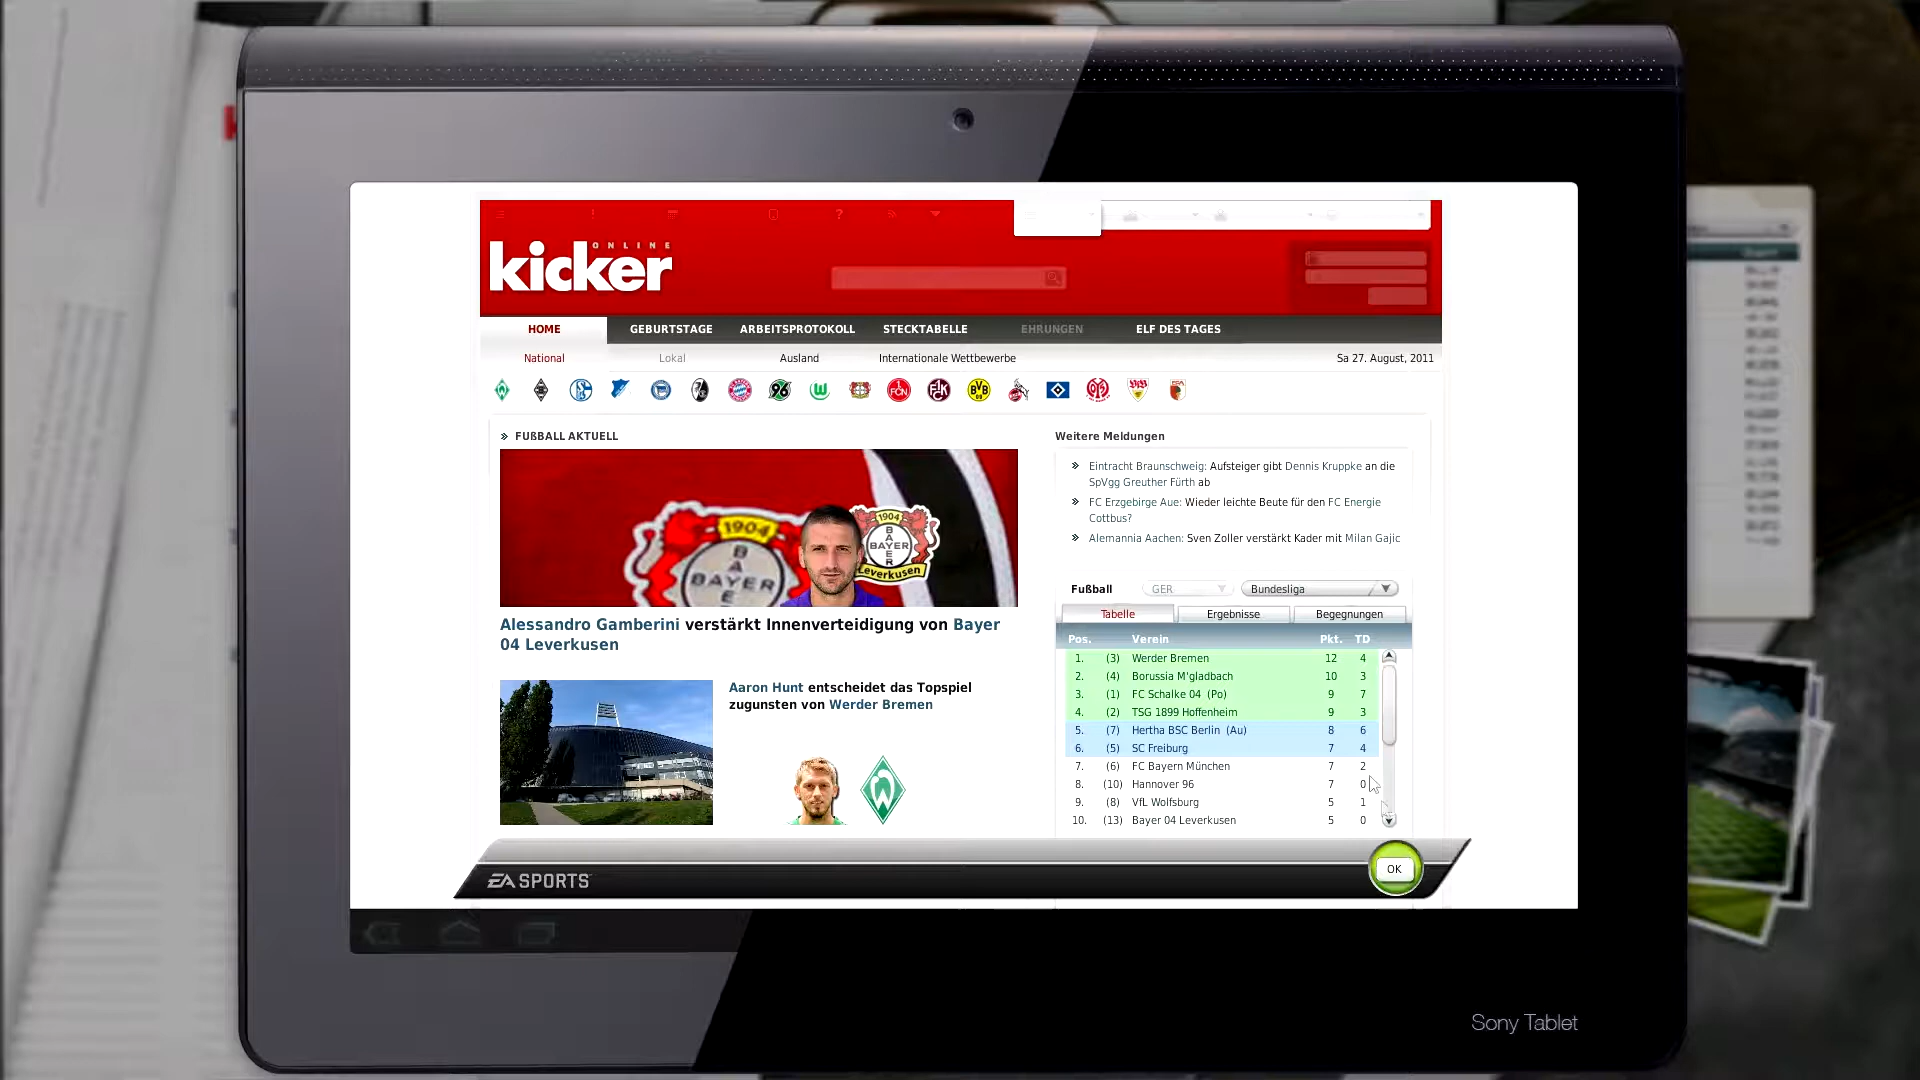 ONLINE
kicker
HOME GEBURTSTAGE ARBEITSPROTOKOLL STECKTABELLE EHRUNGEN ELF DES TAGES
National Lokal Ausland Internationale Wettbewerbe Sa 27. August, 2011
FUßBALL AKTUELL
1904
BAYER
1904
BAYER
Leverkusen
Alessandro Gamberini verstärkt Innenverteidigung von Bayer
04 Leverkusen
Aaron Hunt entscheidet das Topspiel
zugunsten von Werder Bremen
Weitere Meldungen
Eintracht Braunschweig: Aufsteiger gibt Dennis Kruppke an die
SpVgg Greuther Fürth ab
FC Erzgebirge Aue: Wieder leichte Beute für den FC Energie
Cottbus?
Alemannia Aachen: Sven Zoller verstärkt Kader mit Milan Gajic
Fußball GER Bundesliga
Tabelle Ergebnisse Begegnungen
Pos. Verein Pkt. TD
1. (3) Werder Bremen 12 4
2. (4) Borussia M'gladbach 10 3
3. (1) FC Schalke 04 (Po) 9 7
4. (2) TSG 1899 Hoffenheim 9 3
5. (7) Hertha BSC Berlin (Au) 8 6
6. (5) SC Freiburg 7 4
7. (6) FC Bayern München 7 2
8. (10) Hannover 96 7 0
9. (8) VfL Wolfsburg 5 1
10. (13) Bayer 04 Leverkusen 5 0
EA SPORTS
OK
Sony Tablet